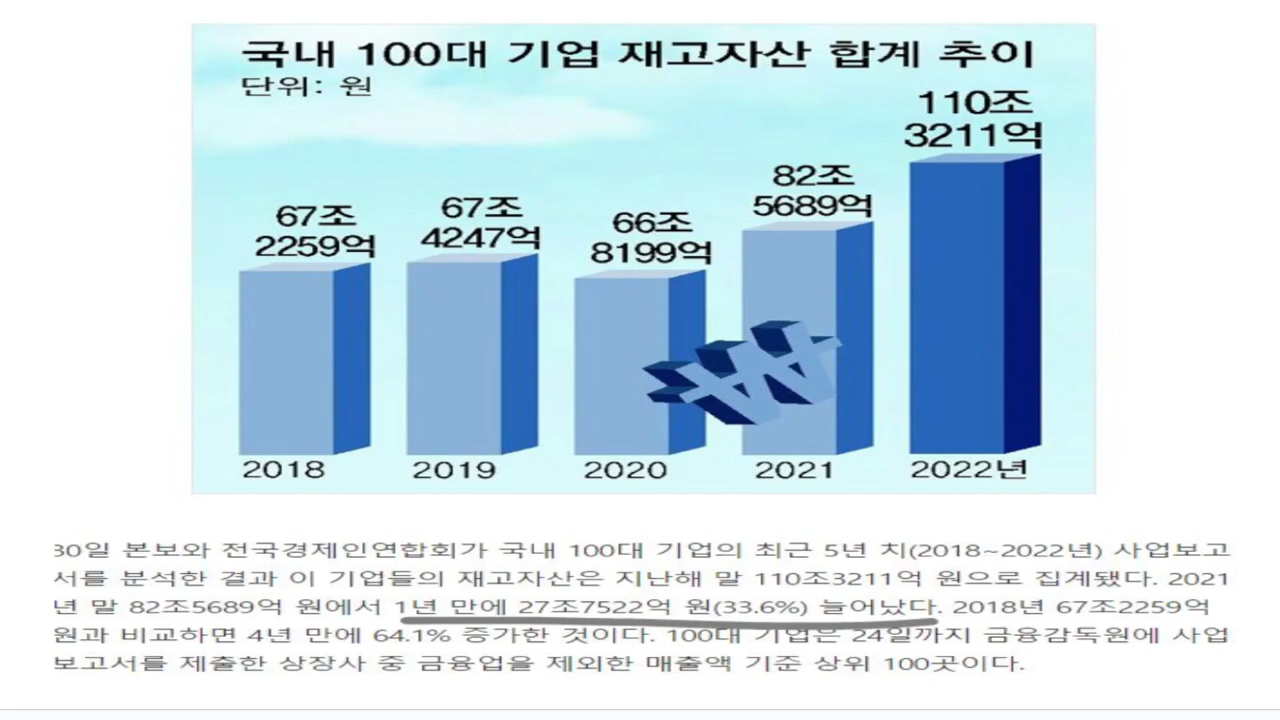 국내 100대 기업 재고자산 합계 추이
단위: 원
67조
2259억
67조
4247억
66조
8199억
82조
5689억
110조
3211억
2018
2019
2020
2021
2022년
30일 본보와 전국경제인연합회가 국내 100대 기업의 최근 5년 치(2018~2022년) 사업보고
서를 분석한 결과 이 기업들의 재고자산은 지난해 말 110조3211억 원으로 집계됐다. 2021
년 말 82조5689억 원에서 1년 만에 27조7522억 원(33.6%) 늘어났다. 2018년 67조2259억
원과 비교하면 4년 만에 64.1% 증가한 것이다. 100대 기업은 24일까지 금융감독원에 사업
보고서를 제출한 상장사 중 금융업을 제외한 매출액 기준 상위 100곳이다.